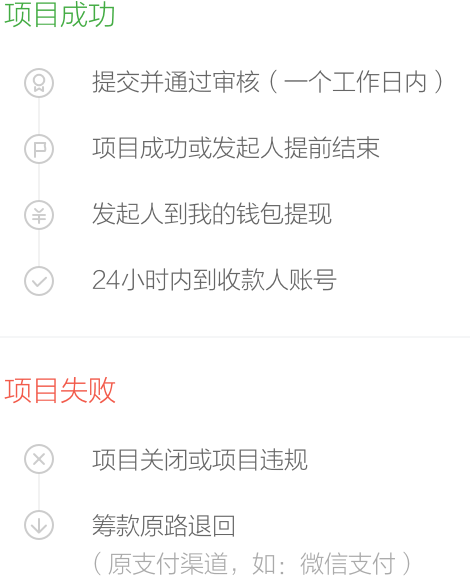 项目成功
提交并通过审核（一个工作日内）
项目成功或发起人提前结束
发起人到我的钱包提现
24小时内到收款人账号
项目失败
项目关闭或项目违规
筹款原路退回
（原支付渠道，如：微信支付）